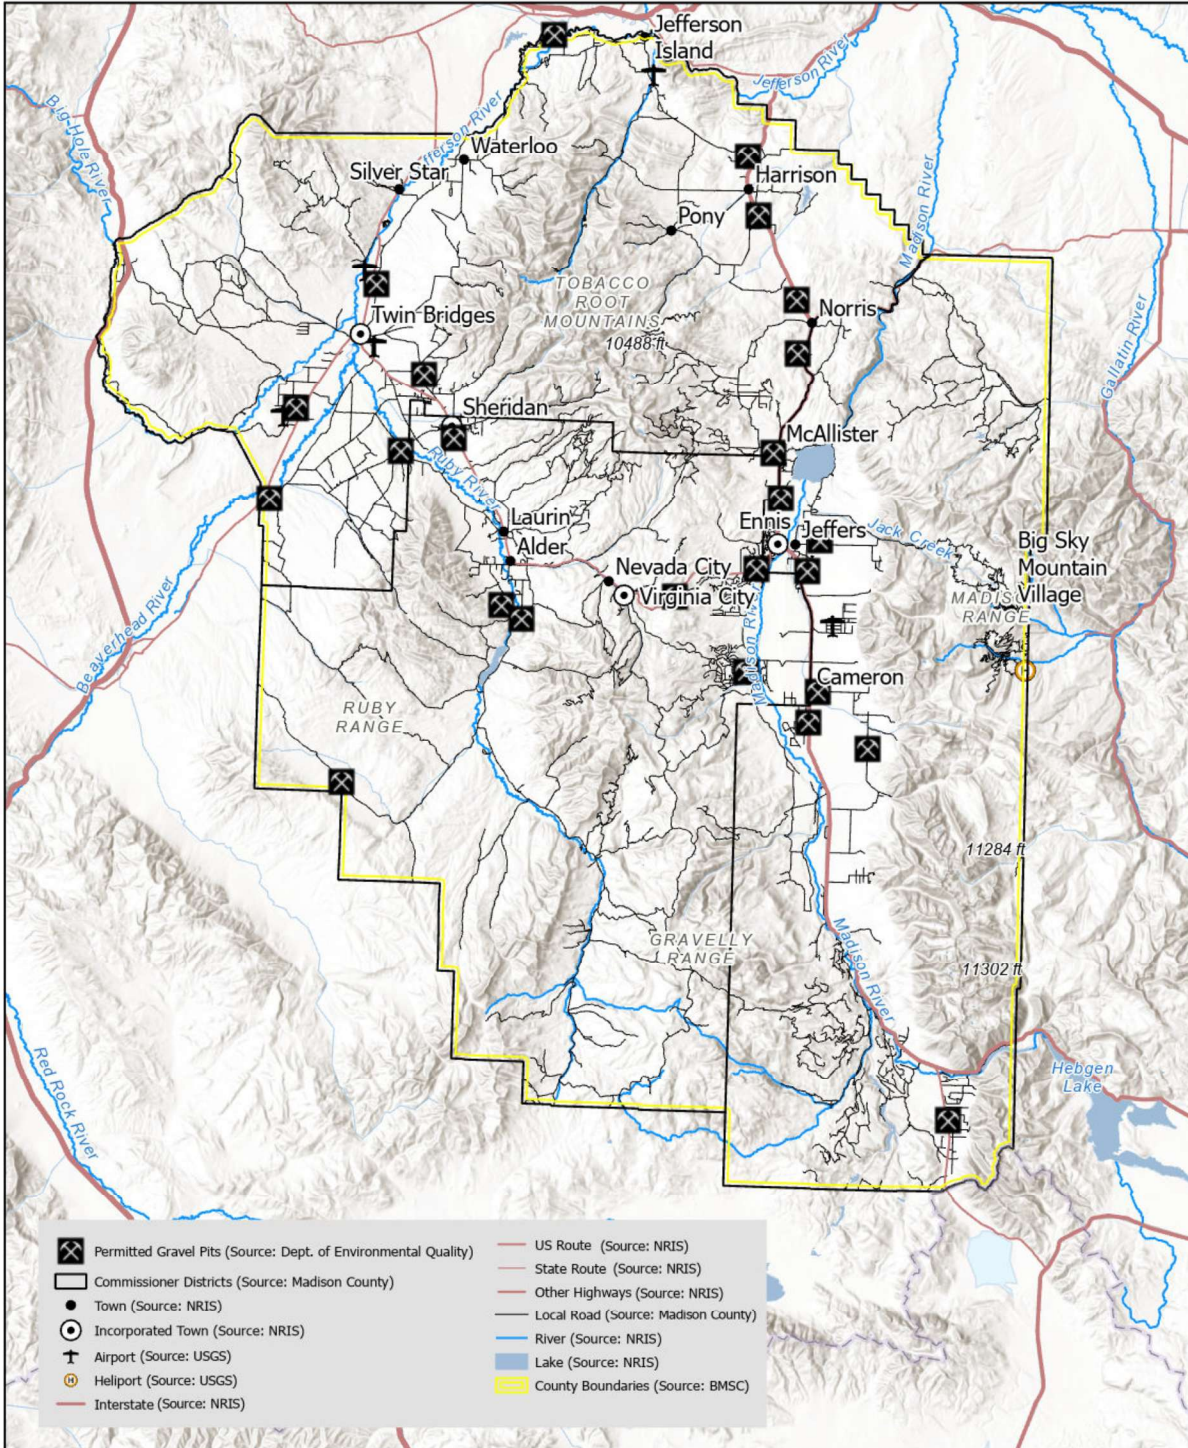 Jefferson
Island
Jefferson River
Big Hole River
Jefferson River
Waterloo
Silver Star
Harrison
Pony
Madison River
TOBACCO
ROOT
MOUNTAINS
10488 ft
Norris
Gallatin River
Twin Bridges
Sheridan
McAllister
Ruby River
Laurin
Alder
Ennis
Jeffers
Jack Creek
Big Sky
Mountain
Village
Nevada City
Virginia City
MADISON
RANGE
Beaverhead River
Madison River
Cameron
RUBY
RANGE
11284 ft
GRAVELLY
RANGE
Madison River
11302 ft
Red Rock River
Hebgen
Lake
Permitted Gravel Pits (Source: Dept. of Environmental Quality)
Commissioner Districts (Source: Madison County)
Town (Source: NRIS)
Incorporated Town (Source: NRIS)
Airport (Source: USGS)
H Heliport (Source: USGS)
Interstate (Source: NRIS)
US Route (Source: NRIS)
State Route (Source: NRIS)
Other Highways (Source: NRIS)
Local Road (Source: Madison County)
River (Source: NRIS)
Lake (Source: NRIS)
County Boundaries (Source: BMSC)